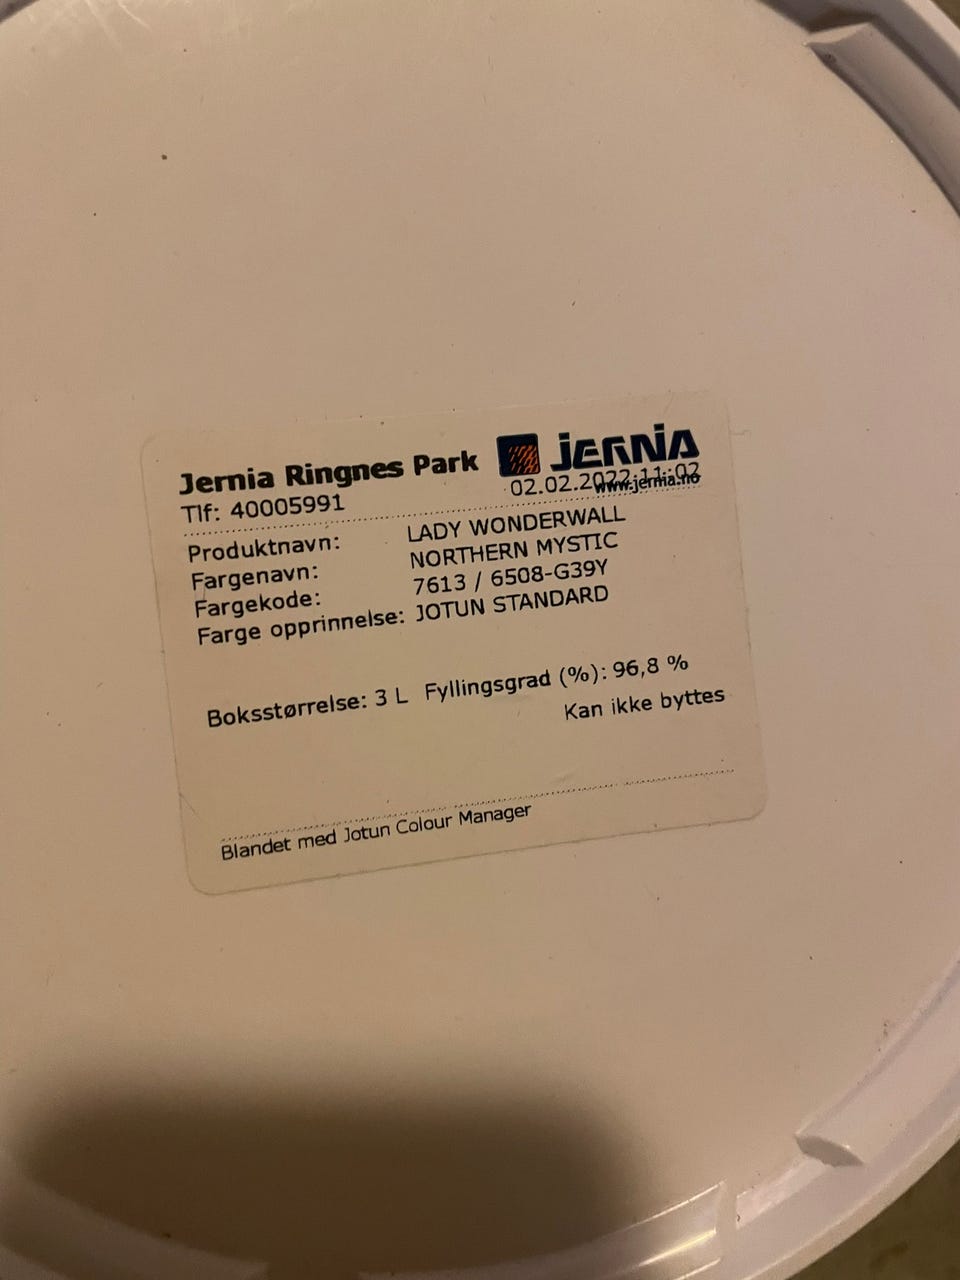 Jernia Ringnes Park JERNIA
Tlf: 40005991 02.02.2022 11:02
www.jernia.no
Produktnavn: LADY WONDERWALL
Fargenavn: NORTHERN MYSTIC
Fargekode: 7613 / 6508-G39Y
Farge opprinnelse: JOTUN STANDARD
Boksstørrelse: 3 L Fyllingsgrad (%): 96,8 %
Kan ikke byttes
Blandet med Jotun Colour Manager